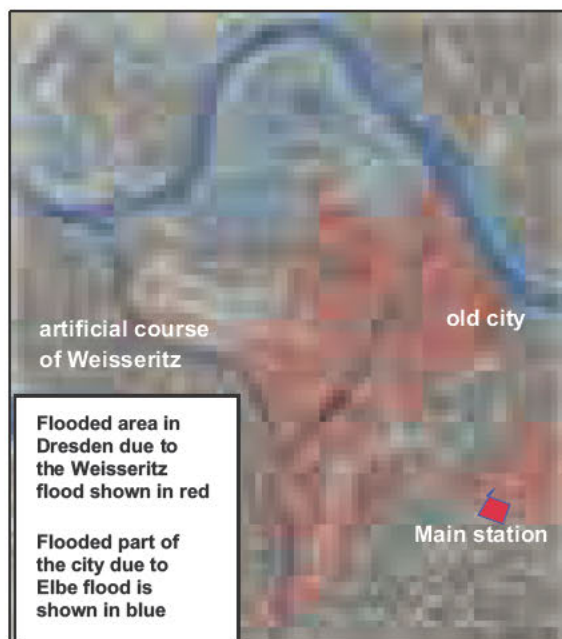 artificial course
of Weisseritz
old city
Flooded area in
Dresden due to
the Weisseritz
flood shown in red
Flooded part of
the city due to
Elbe flood is
shown in blue
Main station